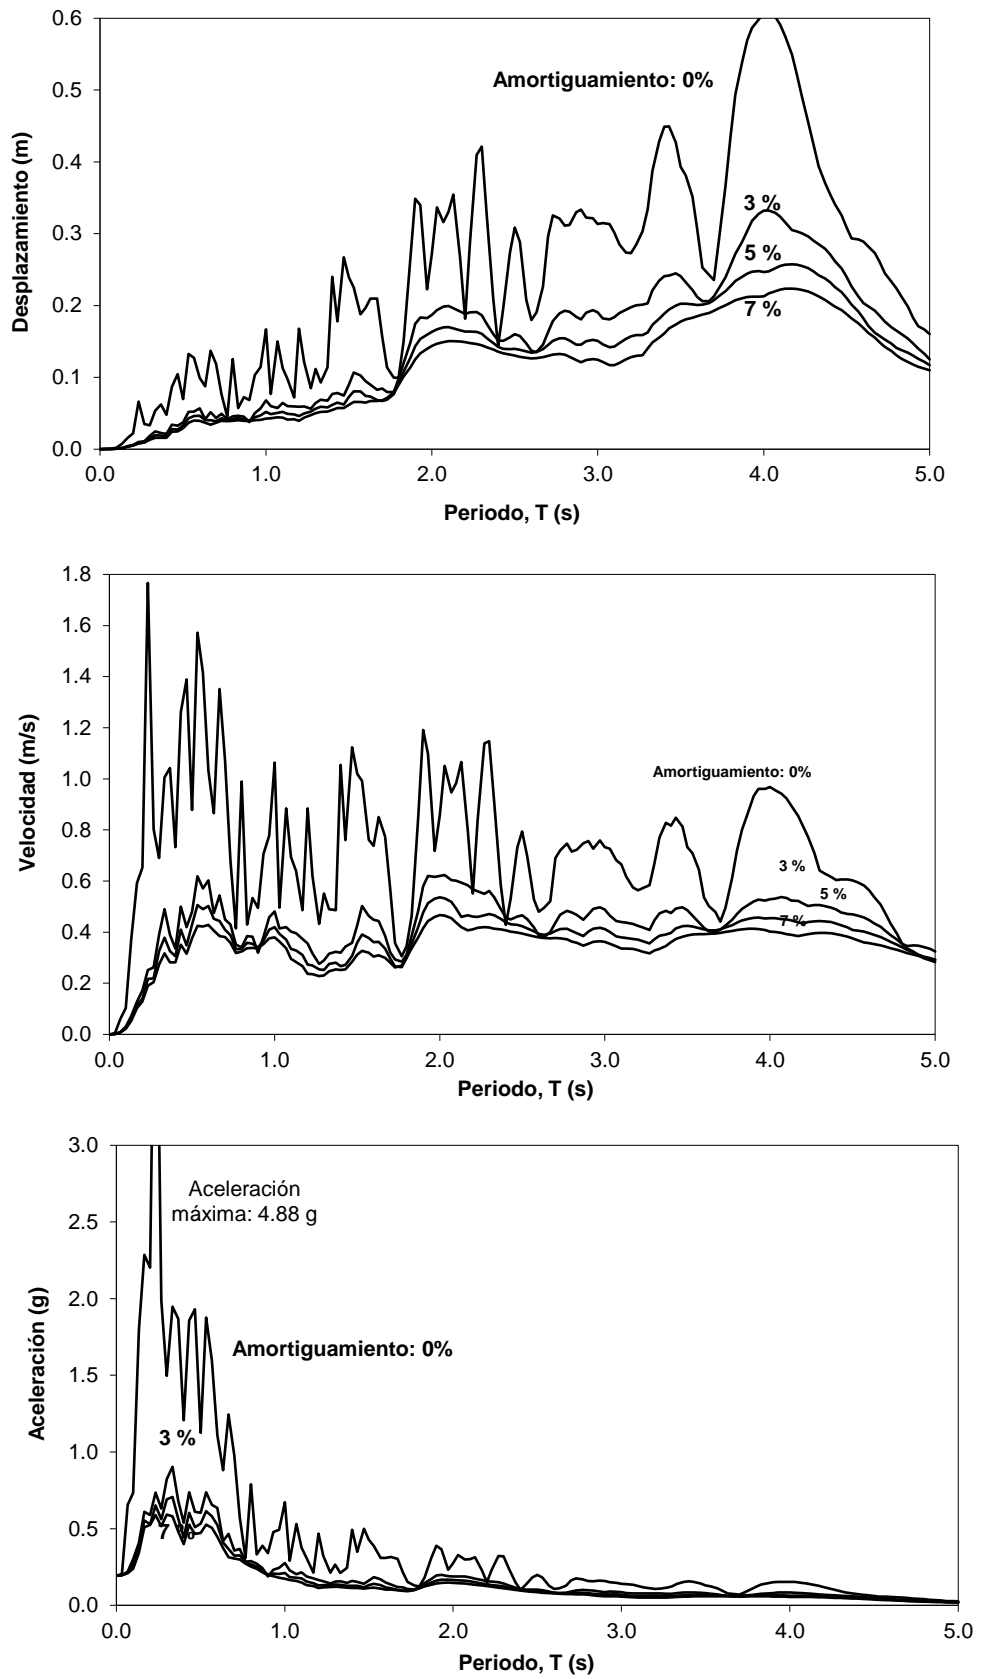 0.6
Amortiguamiento: 0%
0.5
0.4
Desplazamiento (m)
0.3
3 %
5 %
0.2
7 %
0.1
0.0
0.0 1.0 2.0 3.0 4.0 5.0
Periodo, T (s)
1.8
1.6
1.4
1.2
Velocidad (m/s)
1.0
Amortiguamiento: 0%
0.8
3 %
0.6
5 %
7 %
0.4
0.2
0.0
0.0 1.0 2.0 3.0 4.0 5.0
Periodo, T (s)
3.0
Aceleración
máxima: 4.88 g
2.5
2.0
Amortiguamiento: 0%
Aceleración (g)
1.5
3 %
1.0
7 %
0.5
0.0
0.0 1.0 2.0 3.0 4.0 5.0
Periodo, T (s)